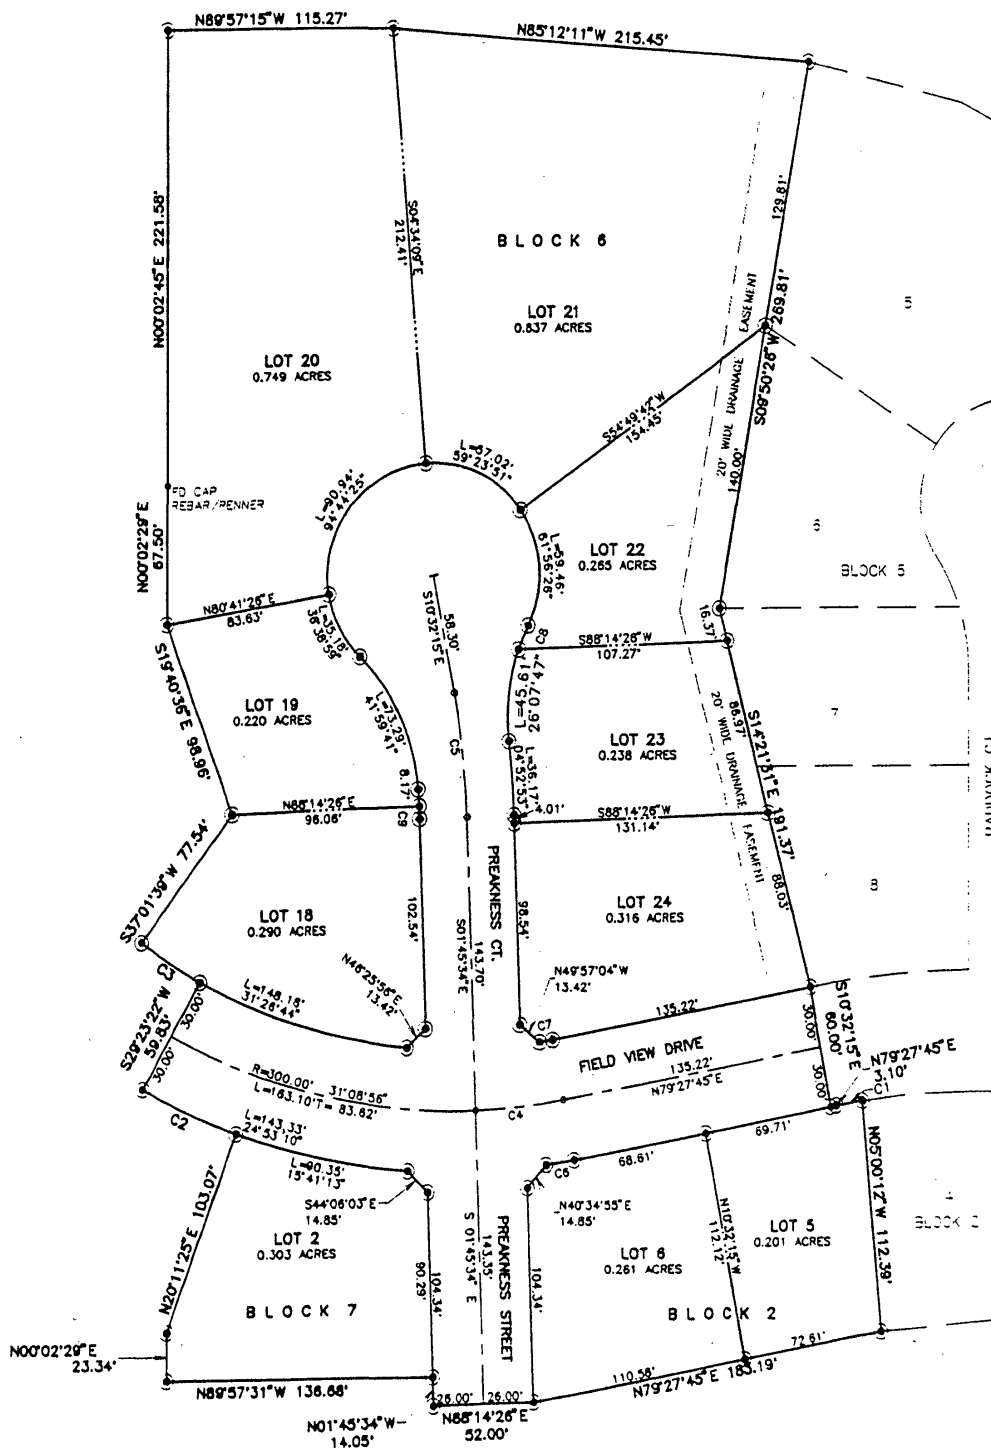 N89°57'15"W 115.27'
N85°12'11"W 215.45'
N00°02'45"E 221.58'
S04°34'09"E
212.41'
129.81'
BLOCK 6
S09°50'26"W 269.81'
20' WIDE DRAINAGE EASEMENT
5
LOT 21
0.837 ACRES
LOT 20
0.749 ACRES
S54°49'42"W
154.45'
140.00'
FD CAP
REBAR/RENNER
L=57.02'
59°23'51"
L=90.94'
94°44'25"
L=59.46'
61°56'26"
N00°02'29"E
67.50'
LOT 22
0.265 ACRES
6
BLOCK 5
N80°41'26"E
83.63'
L=35.18'
36°38'59"
S10°32'15"E
58.30'
C8
S88°14'26"W
107.27'
16.37'
S19°40'36"E 98.96'
LOT 19
0.220 ACRES
L=73.29'
41°59'41"
L=45.61'
26°07'47"
C5
LOT 23
0.238 ACRES
86.97'
20' WIDE DRAINAGE EASEMENT
S14°21'31"E 191.37'
7
L=36.17'
04°52'53"
8.17'
4.01'
N88°14'26"E
96.06'
C9
S88°14'26"W
131.14'
S37°01'39"W 77.54'
PREAKNESS CT.
88.03'
8
LOT 18
0.290 ACRES
102.54'
98.54'
LOT 24
0.316 ACRES
S01°45'34"E
143.70'
C3
L=148.18'
31°26'44"
N46°25'56"E
13.42'
N49°57'04"W
13.42'
S29°23'22"W
59.83'
30.00'
30.00'
C7
135.22'
S10°32'15"E
60.00'
30.00'
30.00'
FIELD VIEW DRIVE
R=300.00' 31°08'56"
L=163.10' T= 83.62'
135.22'
N79°27'45"E
N79°27'45"E
3.10'
C1
C4
C2
L=143.33'
24°53'10"
L=90.35'
15°41'13"
69.71'
68.61'
C6
S44°06'03"E
14.85'
N40°34'55"E
14.85'
N05°00'12"W 112.39'
4
N20°11'25"E 103.07'
LOT 2
0.303 ACRES
LOT 5
0.201 ACRES
LOT 6
0.261 ACRES
N10°32'15"W
112.12'
BLOCK 2
90.29'
104.34'
S 01°45'34" E
143.35'
PREAKNESS STREET
104.34'
BLOCK 7
BLOCK 2
N00°02'29"E
23.34'
72.61'
110.58'
N79°27'45"E 183.19'
N89°57'31"W 136.68'
26.00'
26.00'
N01°45'34"W
14.05'
N88°14'26"E
52.00'